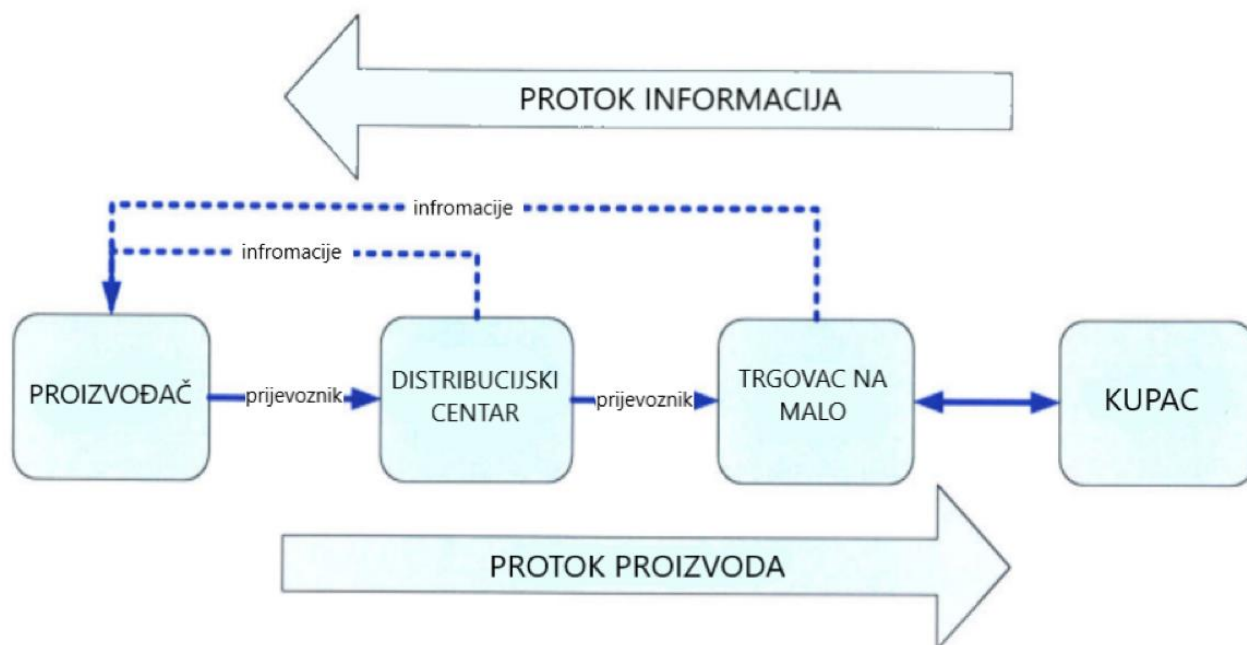 PROTOK INFORMACIJA
infromacije
infromacije
PROIZVOĐAČ
prijevoznik
DISTRIBUCIJSKI
CENTAR
prijevoznik
TRGOVAC NA
MALO
KUPAC
PROTOK PROIZVODA